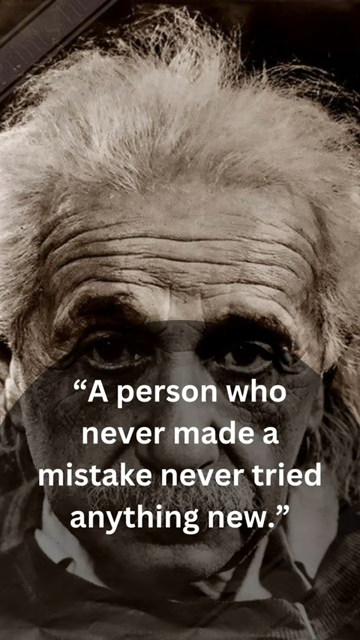 “A person who
never made a
mistake never tried
anything new.”